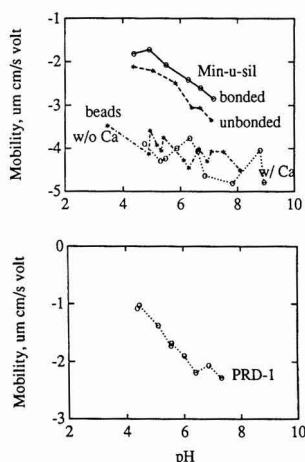 Mobility, um cm/s volt
-1
-2
-3
-4
-5
Min-u-sil
bonded
unbonded
beads
w/o Ca
w/ Ca
2
4
6
8
10
Mobility, um cm/s volt
0
-1
-2
-3
PRD-1
2
4
6
8
10
pH